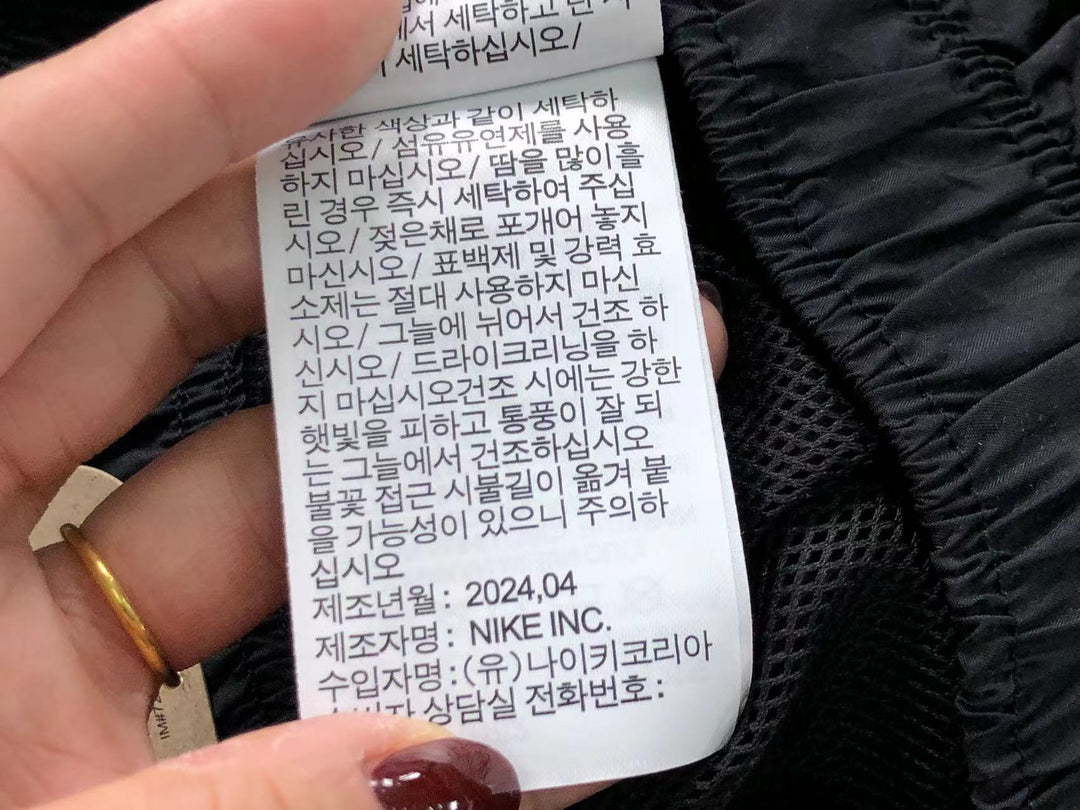 서 세탁하고 단
세탁하십시오/
유사한 색상과 같이 세탁하
십시오/ 섬유유연제를 사용
하지 마십시오/ 땀을 많이흘
린 경우 즉시 세탁하여 주십
시오/ 젖은채로 포개어 놓지
마신시오/ 표백제 및 강력 효
소제는 절대 사용하지 마신
시오/ 그늘에 뉘어서 건조 하
신시오/ 드라이크리닝을 하
지 마십시오건조 시에는 강한
햇빛을 피하고 통풍이 잘 되
는 그늘에서 건조하십시오
불꽃 접근 시불길이 옮겨 붙
을 가능성이 있으니 주의하
십시오
제조년월: 2024,04
제조자명: NIKE INC.
수입자명:(유)나이키코리아
상담실 전화번호:
IM#72